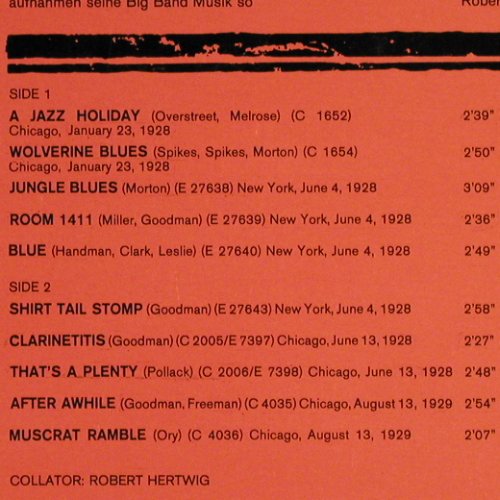 aufnahmen seine Big Band Musik so
Rober
SIDE 1
A JAZZ HOLIDAY (Overstreet, Melrose) (C 1652) 2'39"
Chicago, January 23, 1928
WOLVERINE BLUES (Spikes, Spikes, Morton) (C 1654) 2'50"
Chicago, January 23, 1928
JUNGLE BLUES (Morton) (E 27638) New York, June 4, 1928 3'09"
ROOM 1411 (Miller, Goodman) (E 27639) New York, June 4, 1928 2'36"
BLUE (Handman, Clark, Leslie) (E 27640) New York, June 4, 1928 2'49"
SIDE 2
SHIRT TAIL STOMP (Goodman) (E 27643) New York, June 4, 1928 2'58"
CLARINETITIS (Goodman) (C 2005/E 7397) Chicago, June 13, 1928 2'27"
THAT'S A PLENTY (Pollack) (C 2006/E 7398) Chicago, June 13, 1928 2'48"
AFTER AWHILE (Goodman, Freeman) (C 4035) Chicago, August 13, 1929 2'54"
MUSCRAT RAMBLE (Ory) (C 4036) Chicago, August 13, 1929 2'07"
COLLATOR: ROBERT HERTWIG